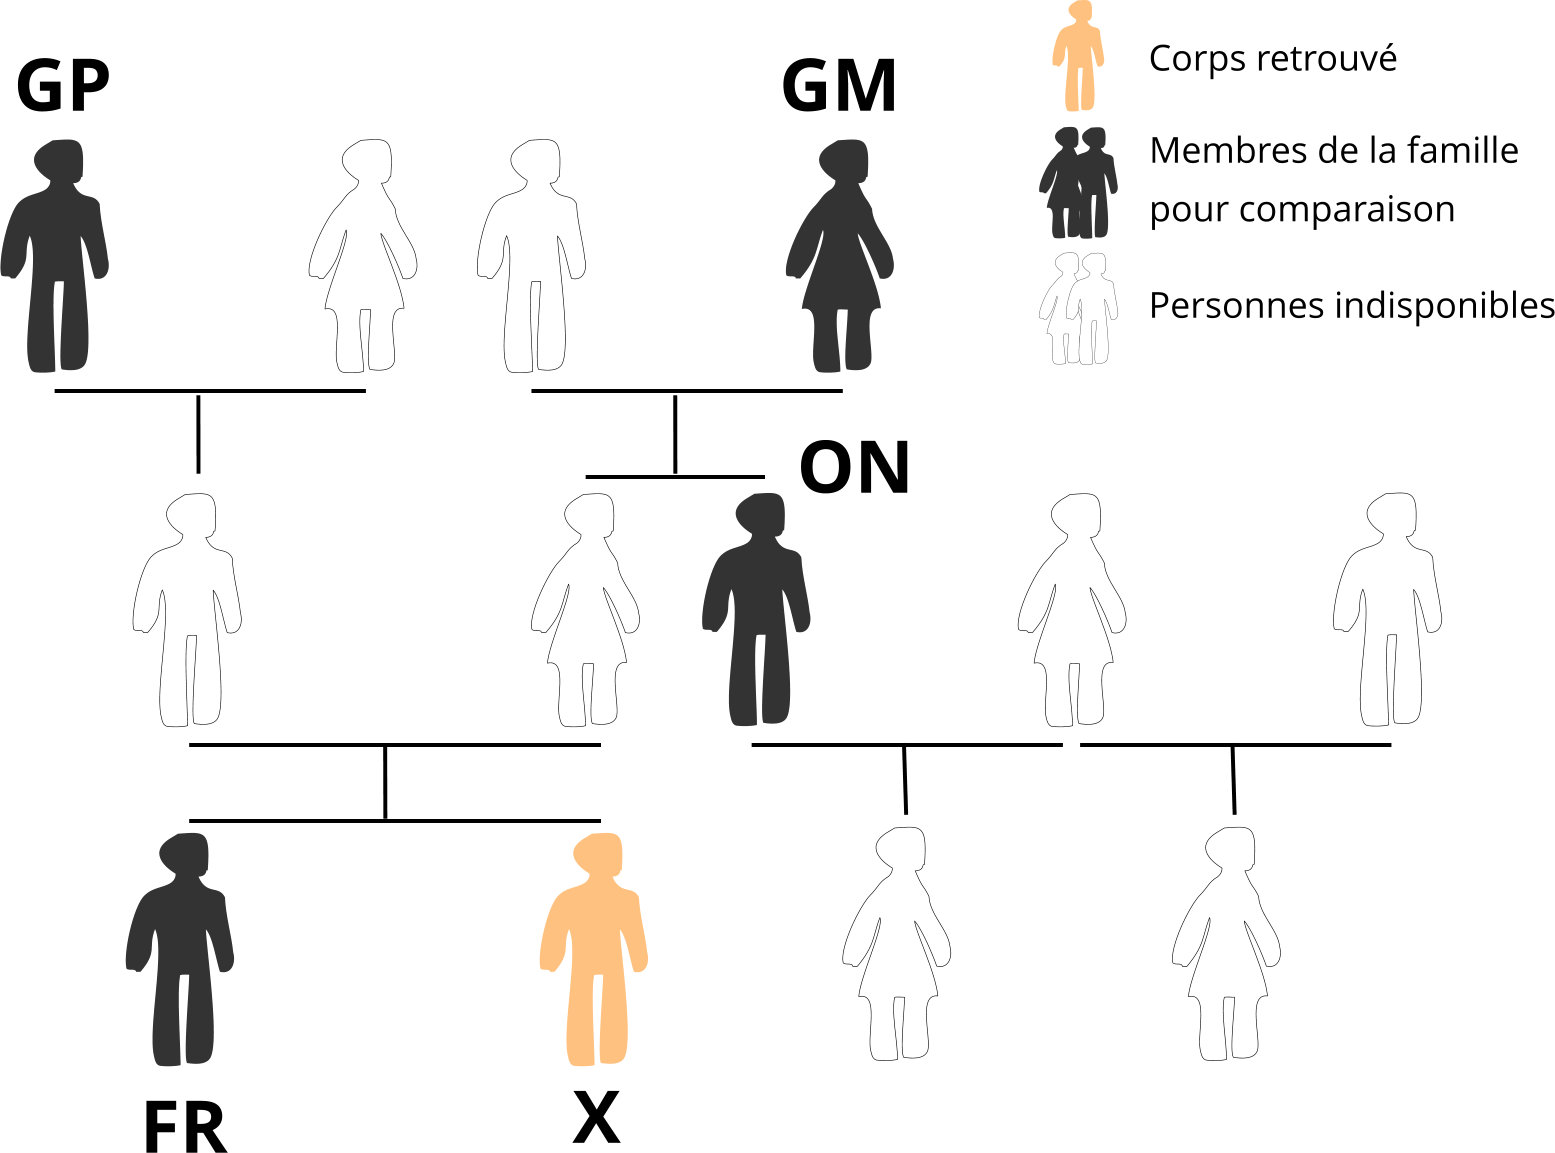 GP
GM
Corps retrouvé
Membres de la famille
pour comparaison
Personnes indisponibles
ON
FR
X